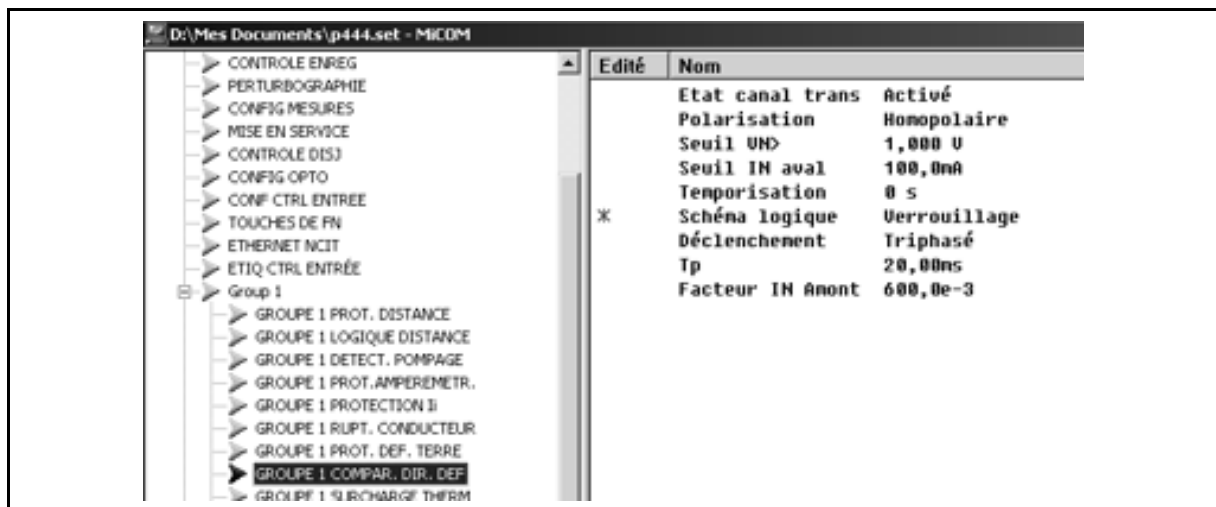 D:\Mes Documents\p444.set - MiCOM
CONTROLE ENREG
PERTURBOGRAPHIE
CONFIG MESURES
MISE EN SERVICE
CONTROLE DISJ
CONFIG OPTO
CONF CTRL ENTREE
TOUCHES DE FN
ETHERNET NCIT
ETIQ CTRL ENTRÉE
Group 1
GROUPE 1 PROT. DISTANCE
GROUPE 1 LOGIQUE DISTANCE
GROUPE 1 DETECT. POMPAGE
GROUPE 1 PROT.AMPEREMETR.
GROUPE 1 PROTECTION Ii
GROUPE 1 RUPT. CONDUCTEUR
GROUPE 1 PROT. DEF. TERRE
GROUPE 1 COMPAR. DIR. DEF
GROUPE 1 SURCHARGE THERM
Edité Nom
Etat canal trans Activé
Polarisation Homopolaire
Seuil VN> 1,000 V
Seuil IN aval 100,0mA
Temporisation 0 s
* Schéma logique Verrouillage
Déclenchement Triphasé
Tp 20,00ms
Facteur IN Amont 600,0e-3